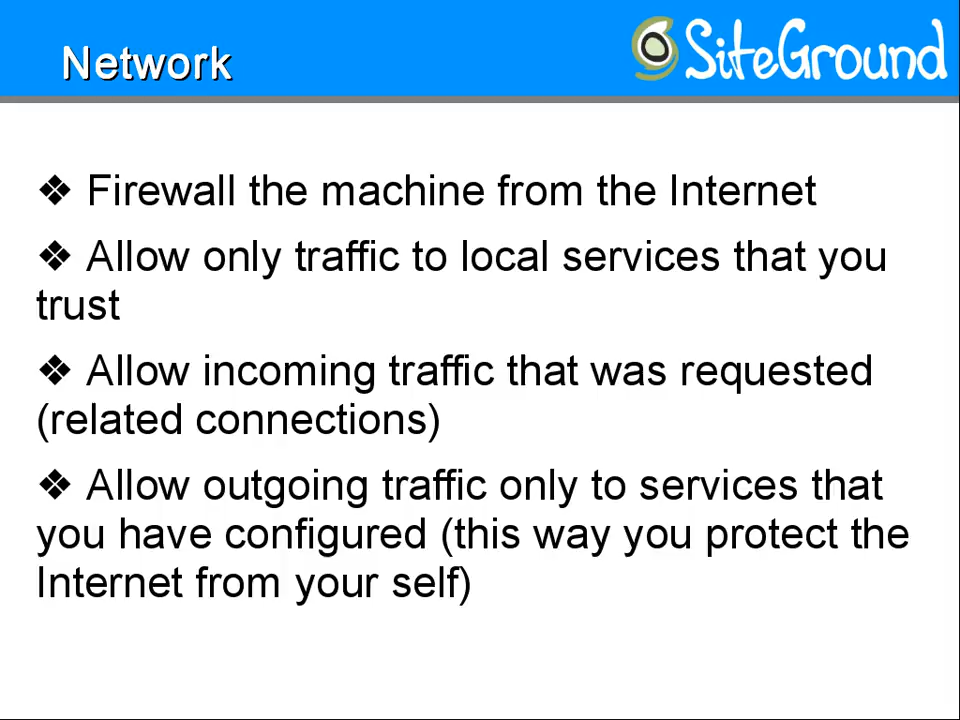 Network
SiteGround
❖ Firewall the machine from the Internet
❖ Allow only traffic to local services that you
trust
❖ Allow incoming traffic that was requested
(related connections)
❖ Allow outgoing traffic only to services that
you have configured (this way you protect the
Internet from your self)